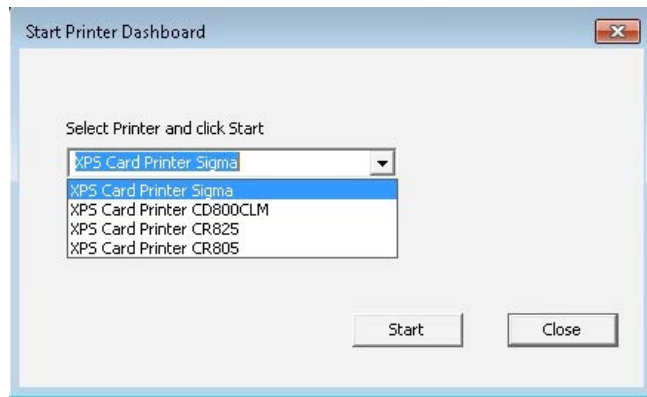 Start Printer Dashboard
Select Printer and click Start
XPS Card Printer Sigma
XPS Card Printer Sigma
XPS Card Printer CD800CLM
XPS Card Printer CR825
XPS Card Printer CR805
Start
Close